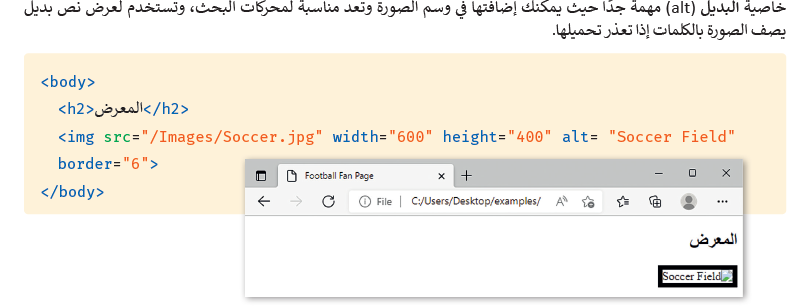 خاصية البديل (alt) مهمة جدًا حيث يمكنك إضافتها في وسم الصورة وتعد مناسبة لمحركات البحث، وتستخدم لعرض نص بديل
يصف الصورة بالكلمات إذا تعذر تحميلها.
<body>
<h2>المعرض</h2>
<img src="/Images/Soccer.jpg" width="600" height="400" alt= "Soccer Field"
border="6">
</body>
Football Fan Page
File | C:/Users/Desktop/examples/
المعرض
Soccer Field